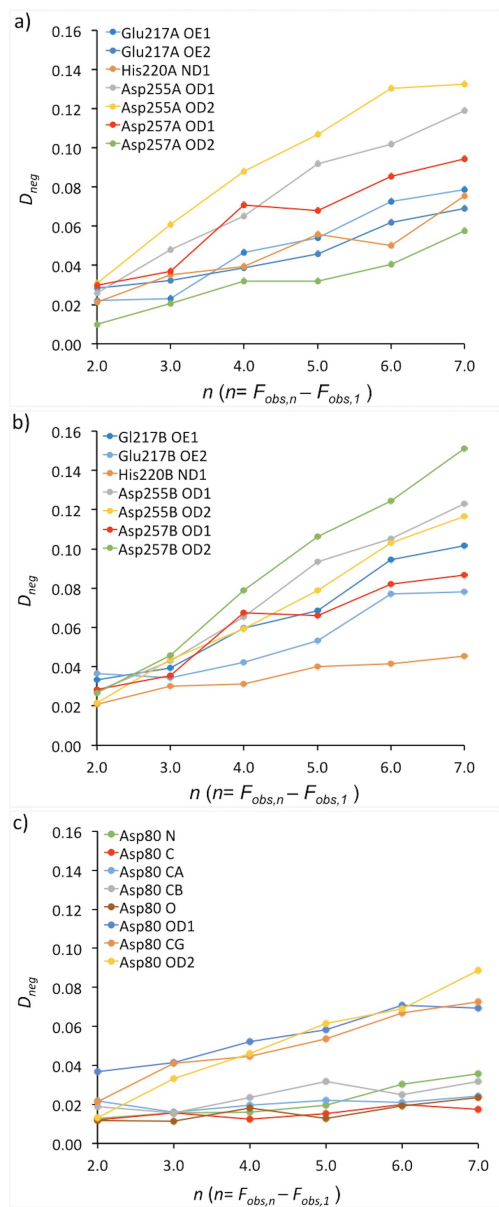 a)
0.16
0.14
0.12
0.10
0.08
0.06
0.04
0.02
0.00
D_neg
Glu217A OE1
Glu217A OE2
His220A ND1
Asp255A OD1
Asp255A OD2
Asp257A OD1
Asp257A OD2
2.0 3.0 4.0 5.0 6.0 7.0
n (n= F_obs,n – F_obs,1 )
b)
0.16
0.14
0.12
0.10
0.08
0.06
0.04
0.02
0.00
D_neg
Gl217B OE1
Glu217B OE2
His220B ND1
Asp255B OD1
Asp255B OD2
Asp257B OD1
Asp257B OD2
2.0 3.0 4.0 5.0 6.0 7.0
n (n= F_obs,n – F_obs,1 )
c)
0.16
0.14
0.12
0.10
0.08
0.06
0.04
0.02
0.00
D_neg
Asp80 N
Asp80 C
Asp80 CA
Asp80 CB
Asp80 O
Asp80 OD1
Asp80 CG
Asp80 OD2
2.0 3.0 4.0 5.0 6.0 7.0
n (n= F_obs,n – F_obs,1 )